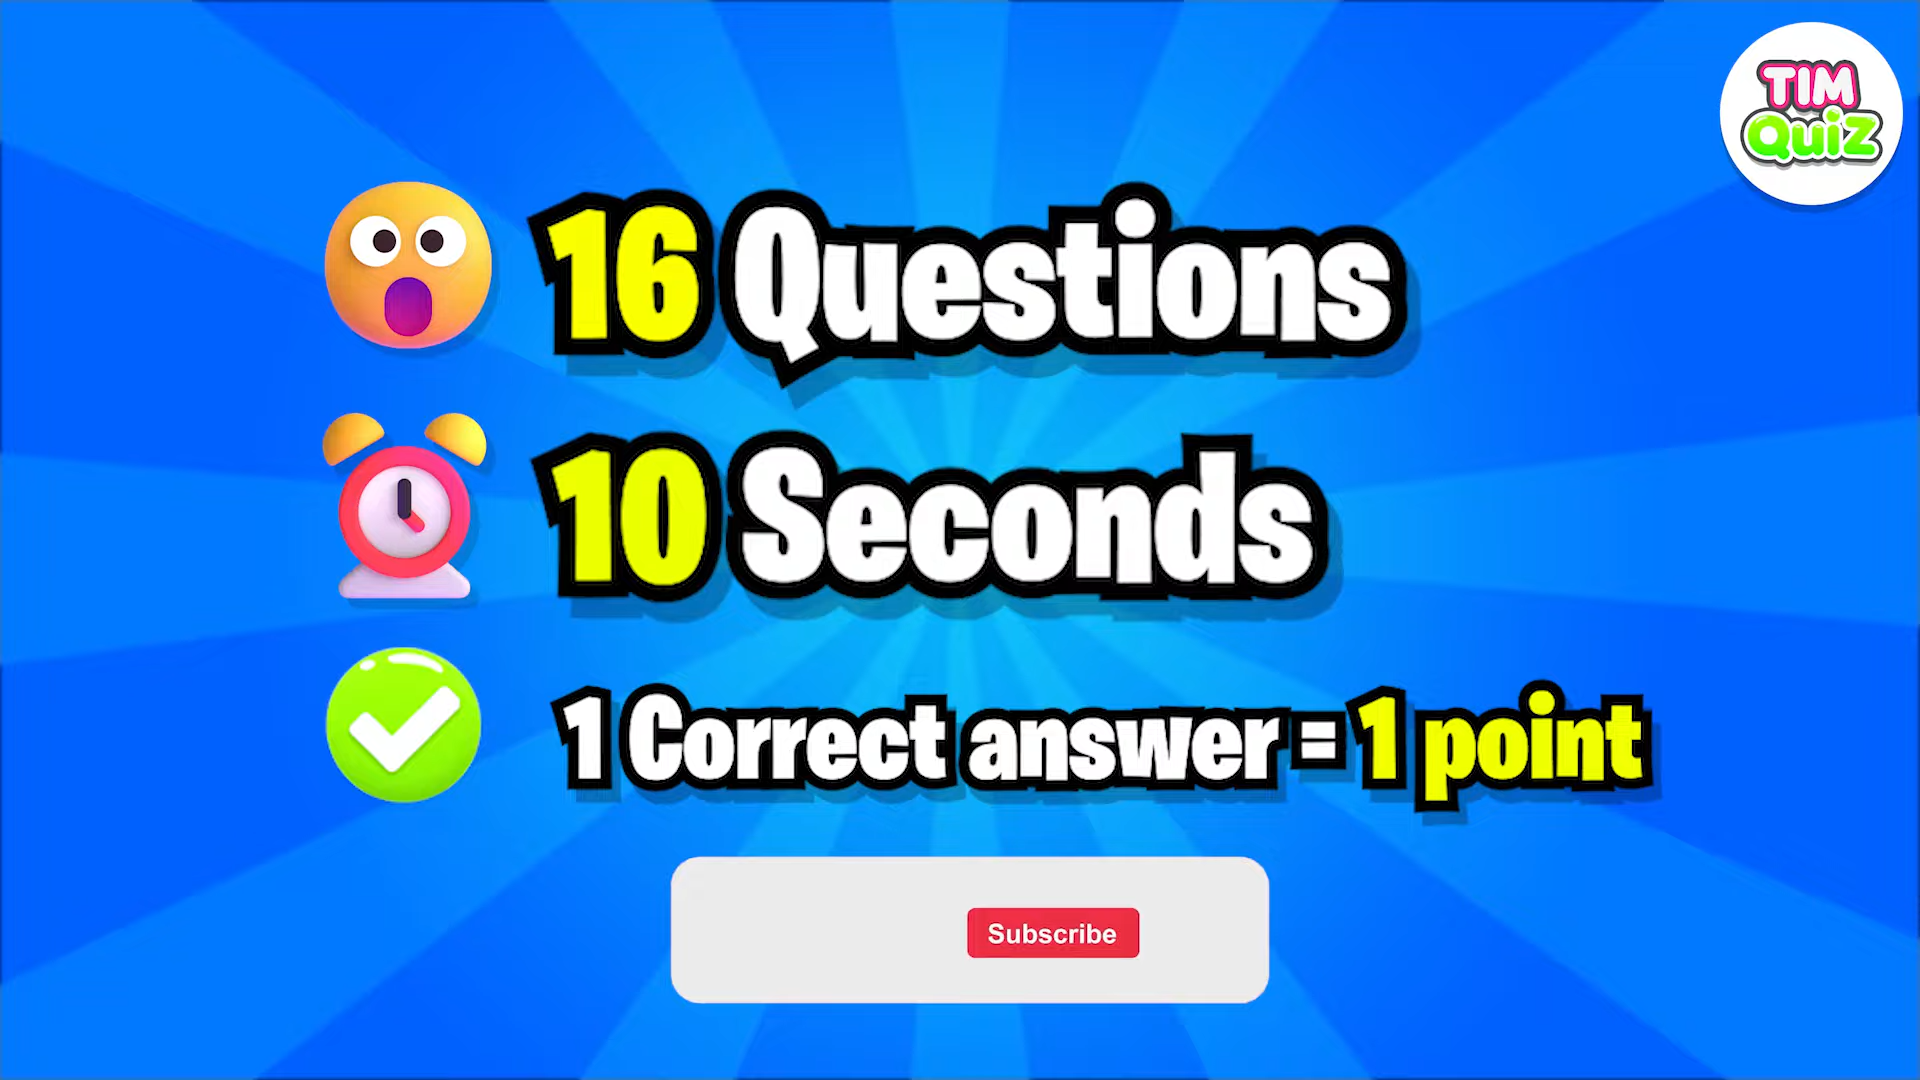 TIM
Quiz
16 Questions
10 Seconds
1 Correct answer = 1 point
Subscribe